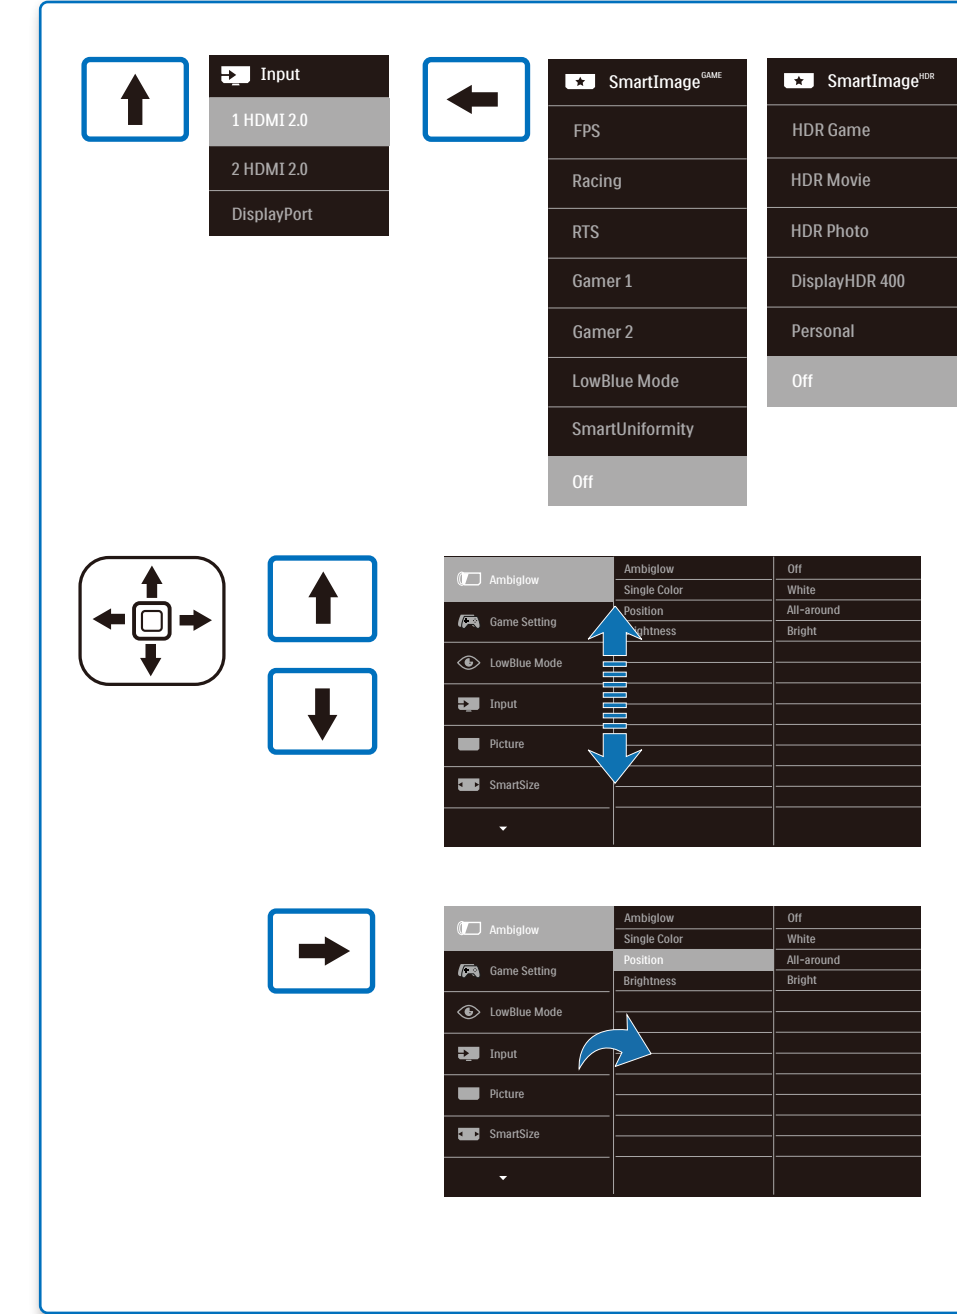 Input
1 HDMI 2.0
2 HDMI 2.0
DisplayPort
SmartImage GAME
FPS
Racing
RTS
Gamer 1
Gamer 2
LowBlue Mode
SmartUniformity
Off
SmartImage HDR
HDR Game
HDR Movie
HDR Photo
DisplayHDR 400
Personal
Off
Ambiglow
Game Setting
LowBlue Mode
Input
Picture
SmartSize
Ambiglow
Single Color
Position
ightness
Off
White
All-around
Bright
Ambiglow
Game Setting
LowBlue Mode
Input
Picture
SmartSize
Ambiglow
Single Color
Position
Brightness
Off
White
All-around
Bright